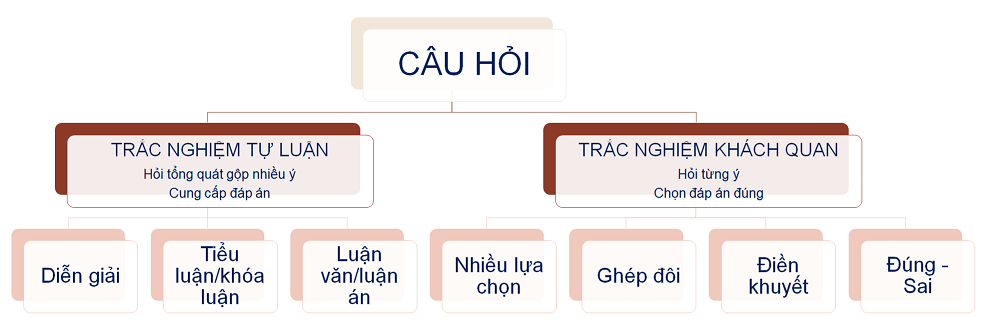 CÂU HỎI
TRẮC NGHIỆM TỰ LUẬN
Hỏi tổng quát gộp nhiều ý
Cung cấp đáp án
TRẮC NGHIỆM KHÁCH QUAN
Hỏi từng ý
Chọn đáp án đúng
Diễn giải
Tiểu
luận/khóa
luận
Luận
văn/luận
án
Nhiều lựa
chọn
Ghép đôi
Điền
khuyết
Đúng -
Sai